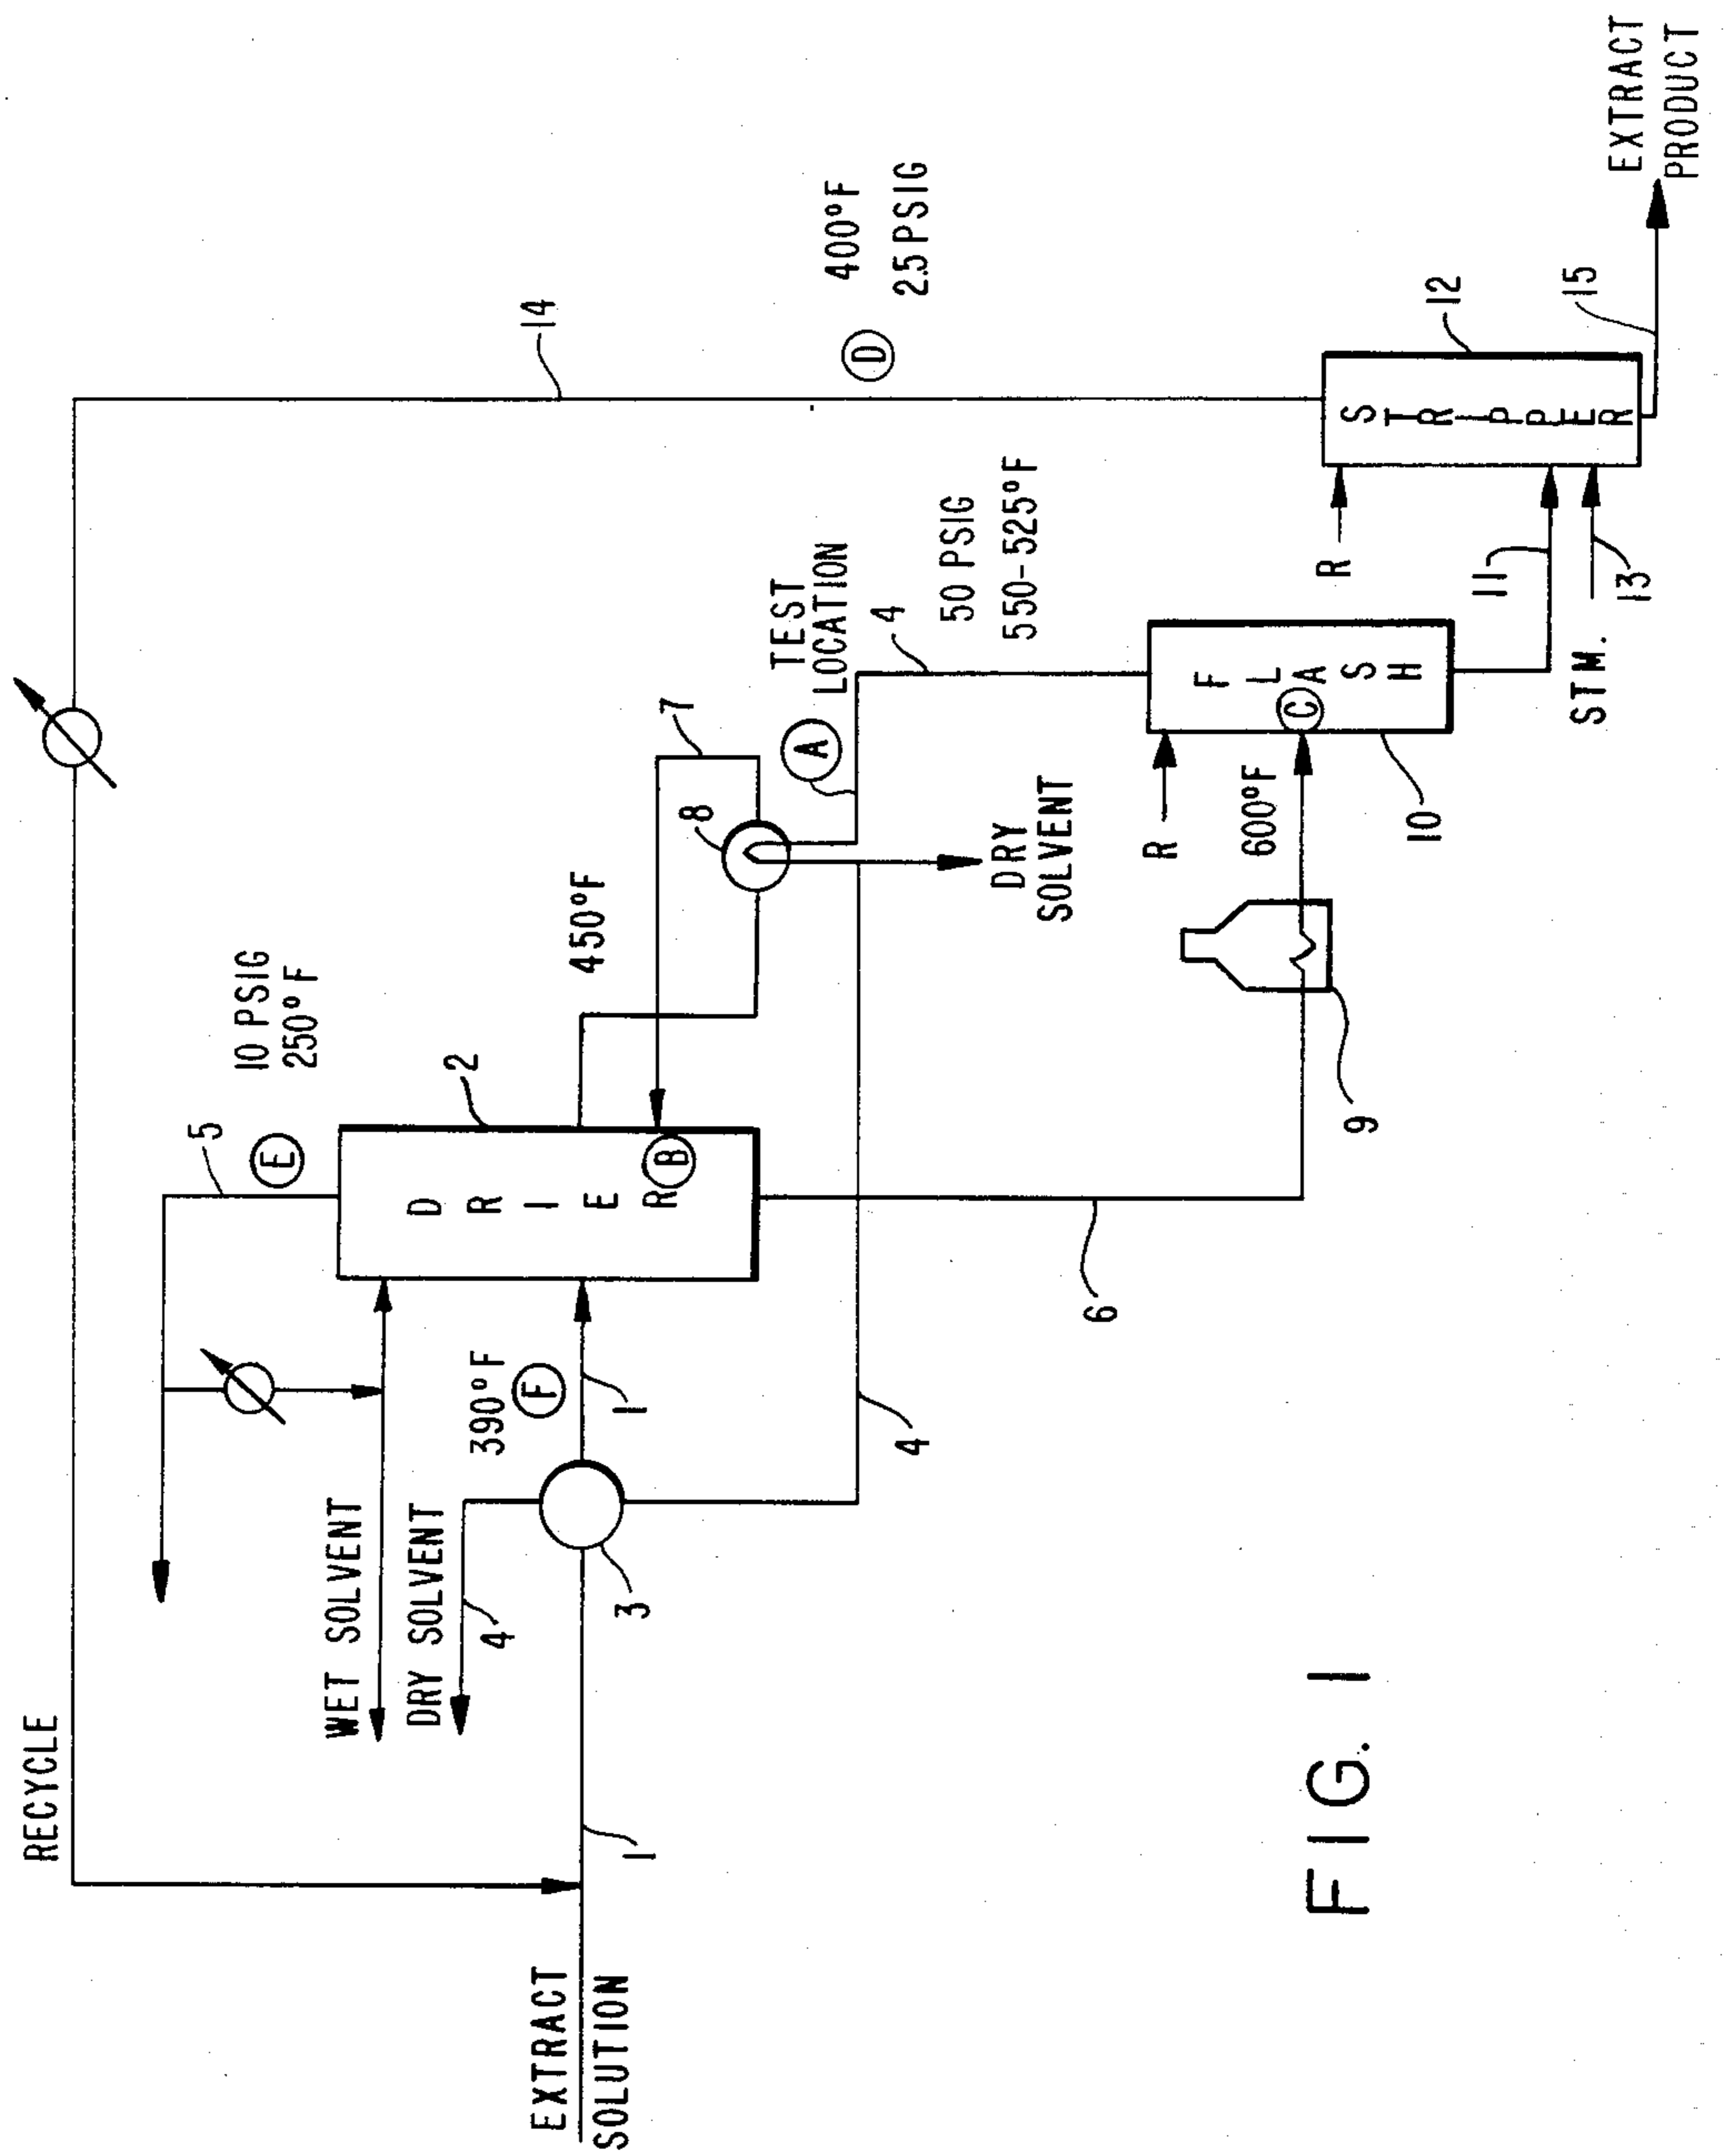 RECYCLE
14
5
E
10 PSIG
250°F
2
WET SOLVENT
DRY SOLVENT
4
390°F
F
1
DRIER
B
450°F
8
7
TEST
LOCATION
A
D
400°F
2.5 PSIG
EXTRACT
SOLUTION
1
3
4
6
DRY
SOLVENT
4
50 PSIG
550-525°F
R
600°F
FLASH
C
10
9
R
STRIPPER
12
11
STM.
13
15
EXTRACT
PRODUCT
FIG. 1